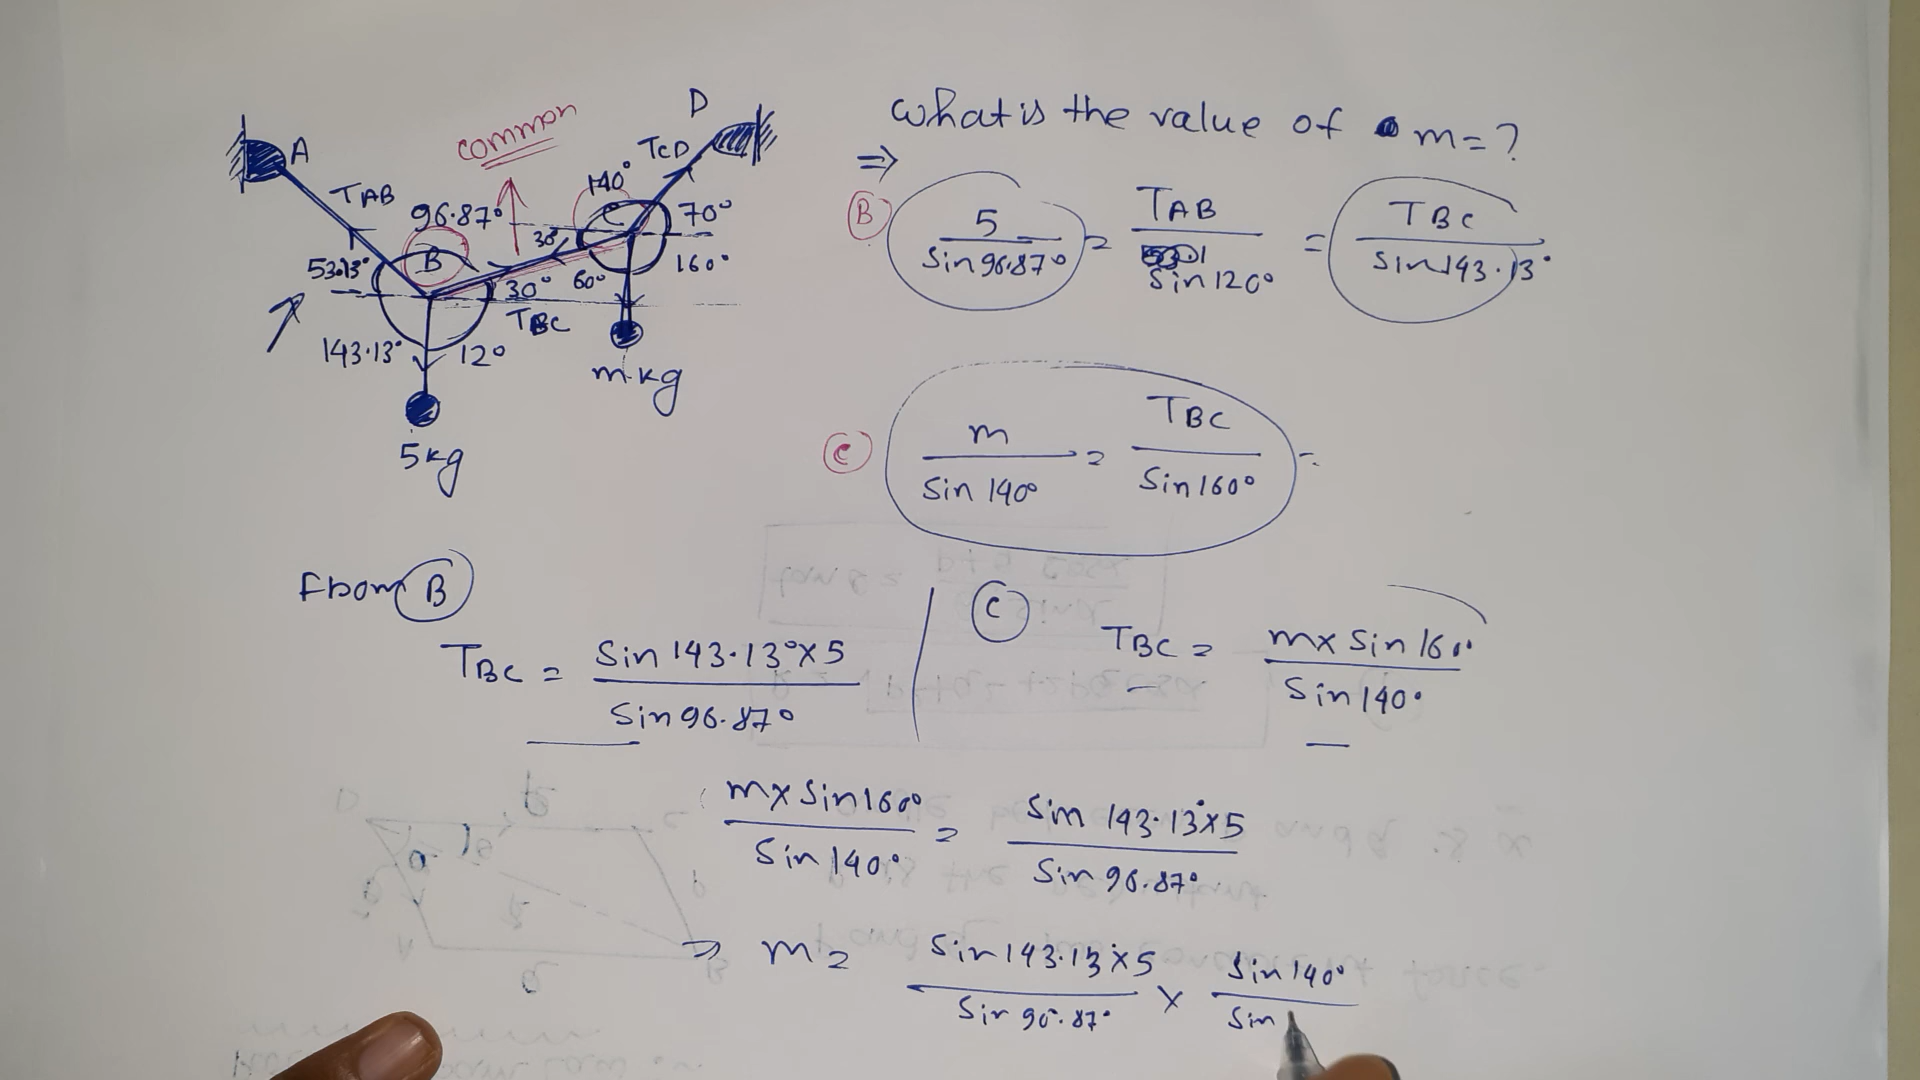 What is the value of m=?
⇒
A
D
common
TAB
TCD
96.87°
140°
C
70°
53.13°
B
30°
160°
30°
60°
TBC
143.13°
120
m kg
5kg
B
5 / Sin 96.87° = TAB / Sin 120° = TBC / Sin 143.13°
C
m / Sin 140° = TBC / Sin 160° =
From B
TBC = Sin 143.13° x 5 / Sin 96.87°
C
TBC = m x Sin 160° / Sin 140°
m x Sin 160° / Sin 140° = Sin 143.13° x 5 / Sin 96.87°
⇒ m = Sin 143.13° x 5 / Sin 96.87° x Sin 140° / Sin